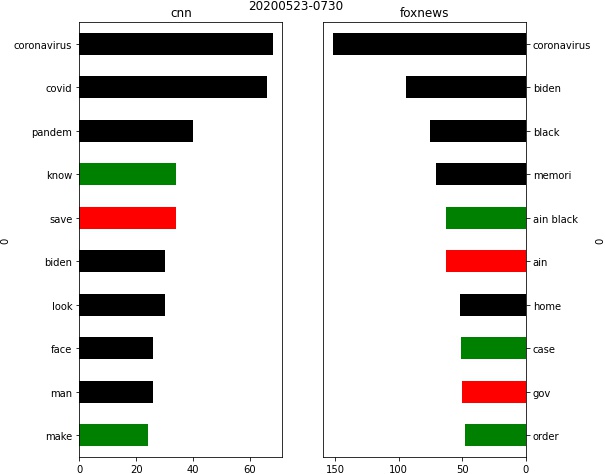 20200523-0730
cnn
foxnews
coronavirus
covid
pandem
know
save
biden
look
face
man
make
0
0 20 40 60
coronavirus
biden
black
memori
ain black
ain
home
case
gov
order
0
150 100 50 0